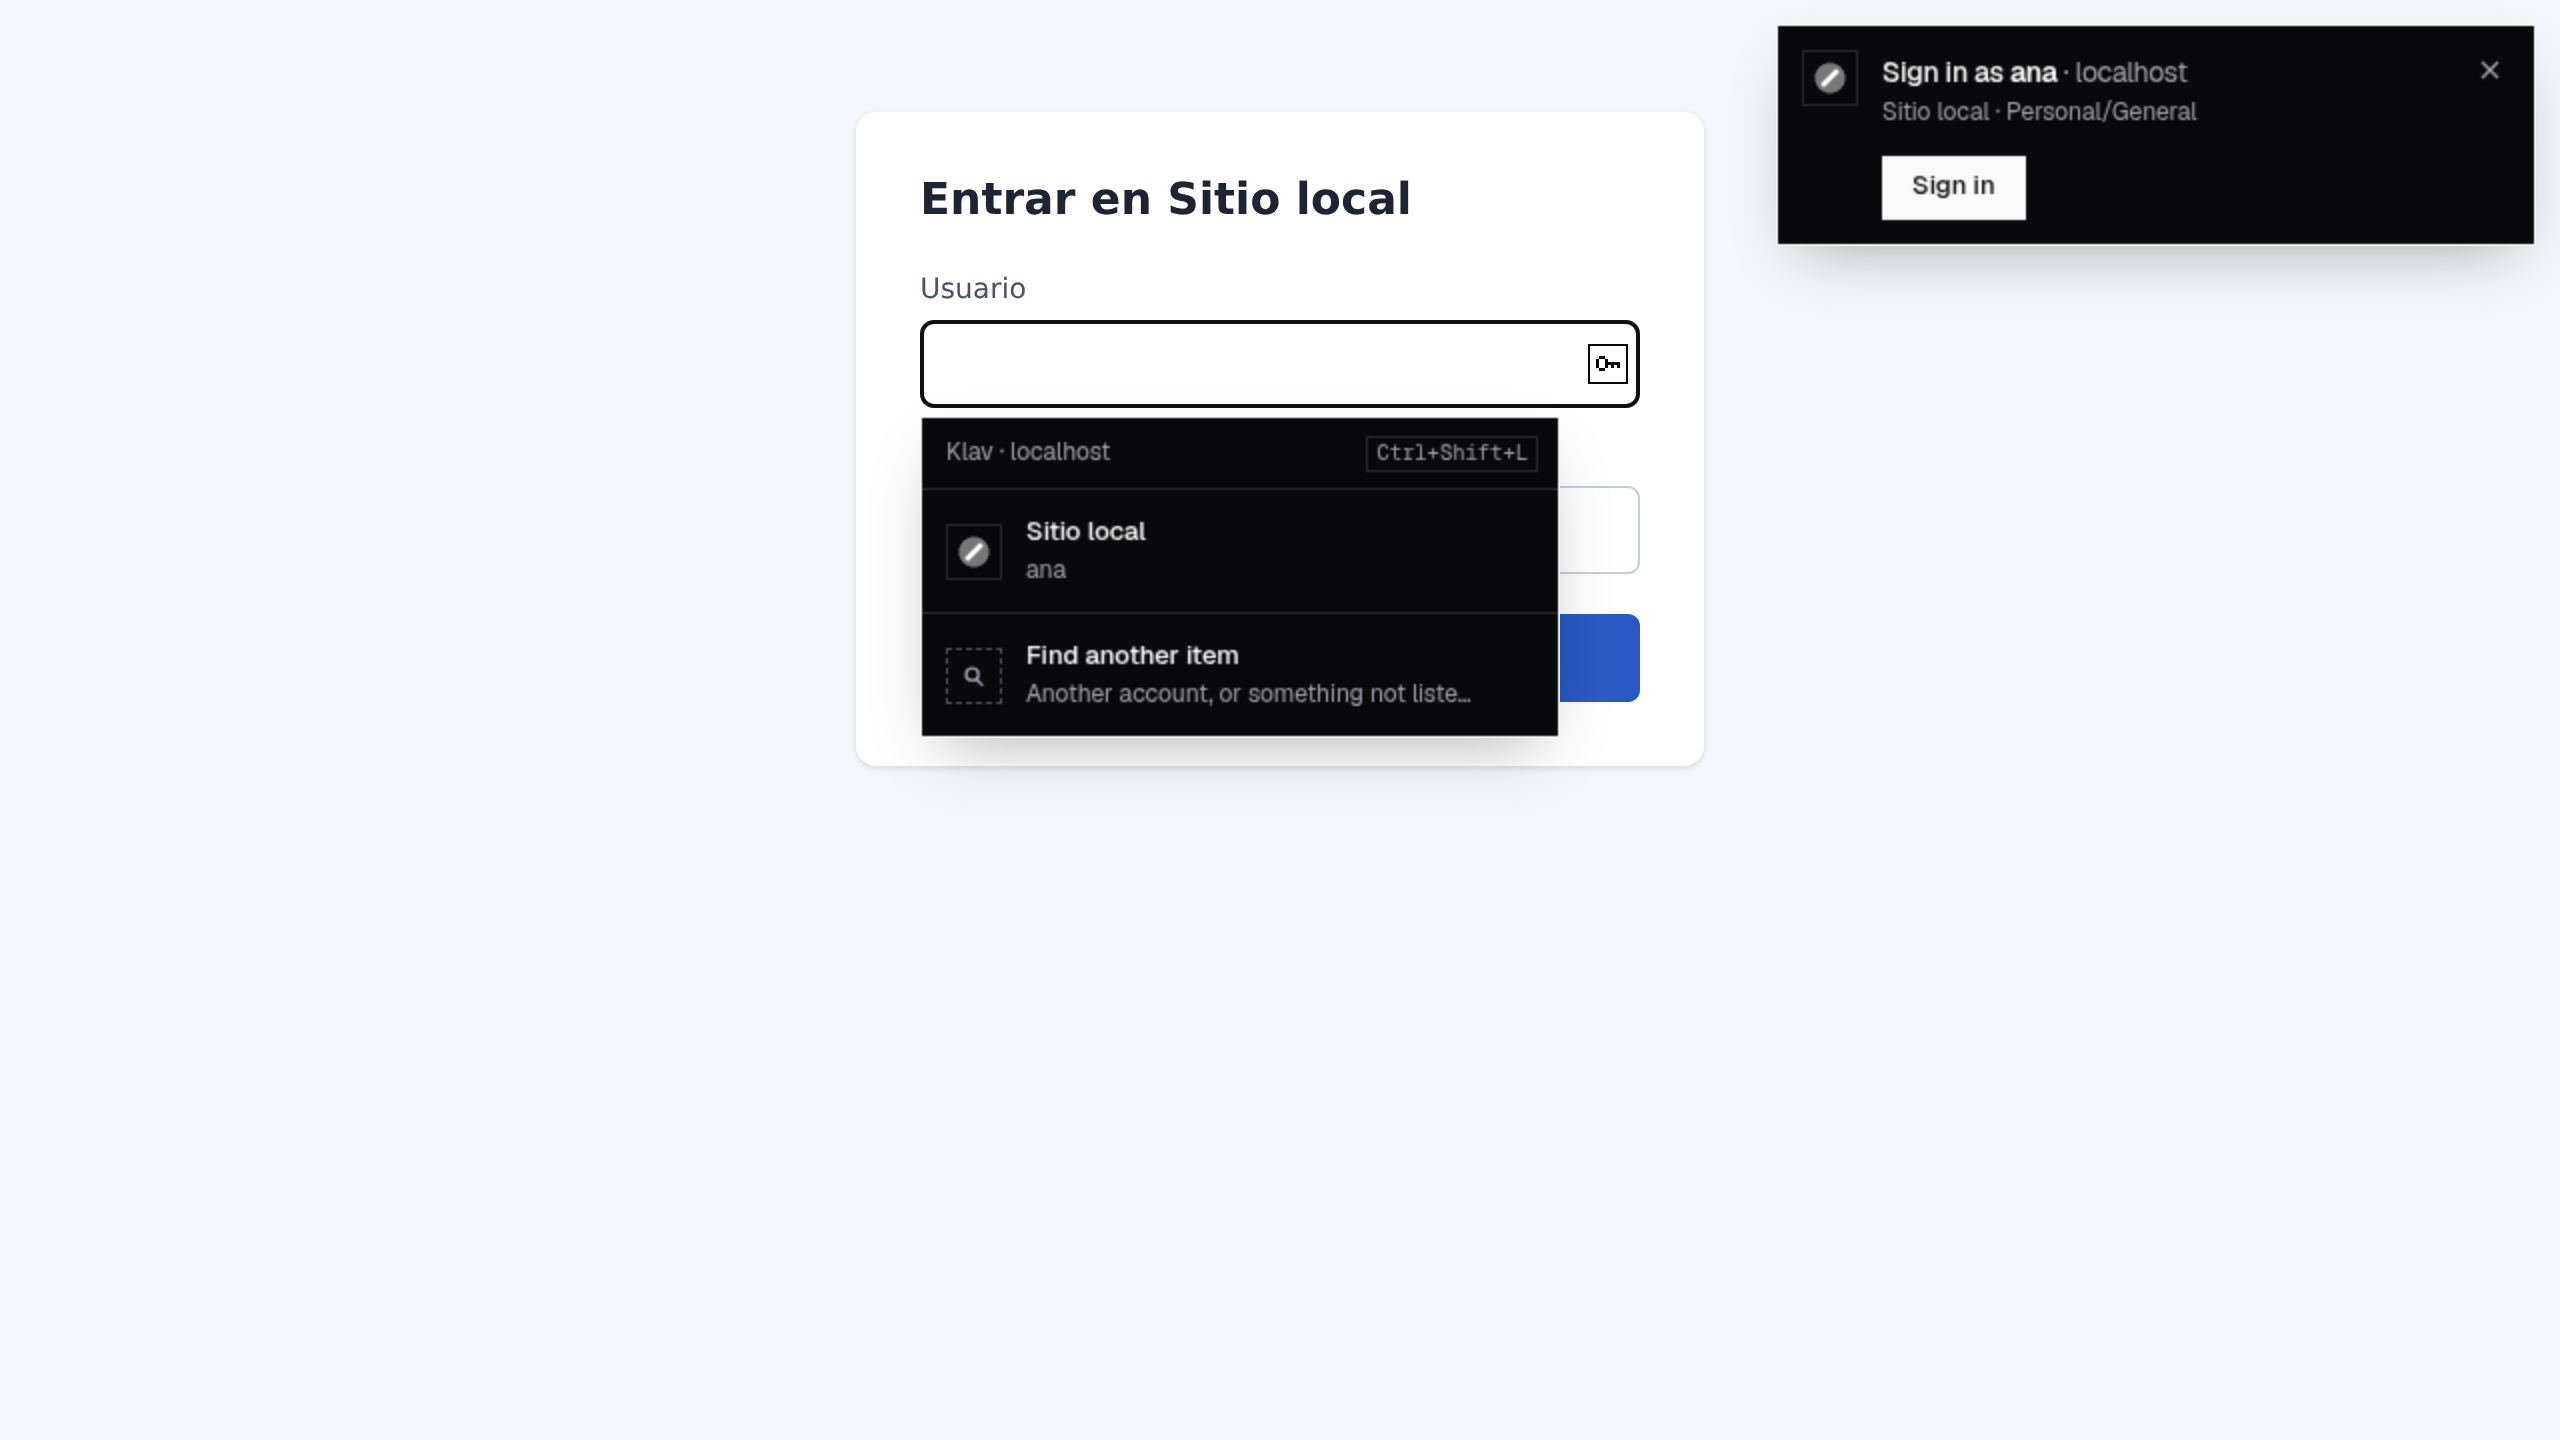 Sign in as ana · localhost
Sitio local · Personal/General
Sign in
Entrar en Sitio local
Usuario
Klav · localhost
Ctrl+Shift+L
Sitio local
ana
Find another item
Another account, or something not liste…